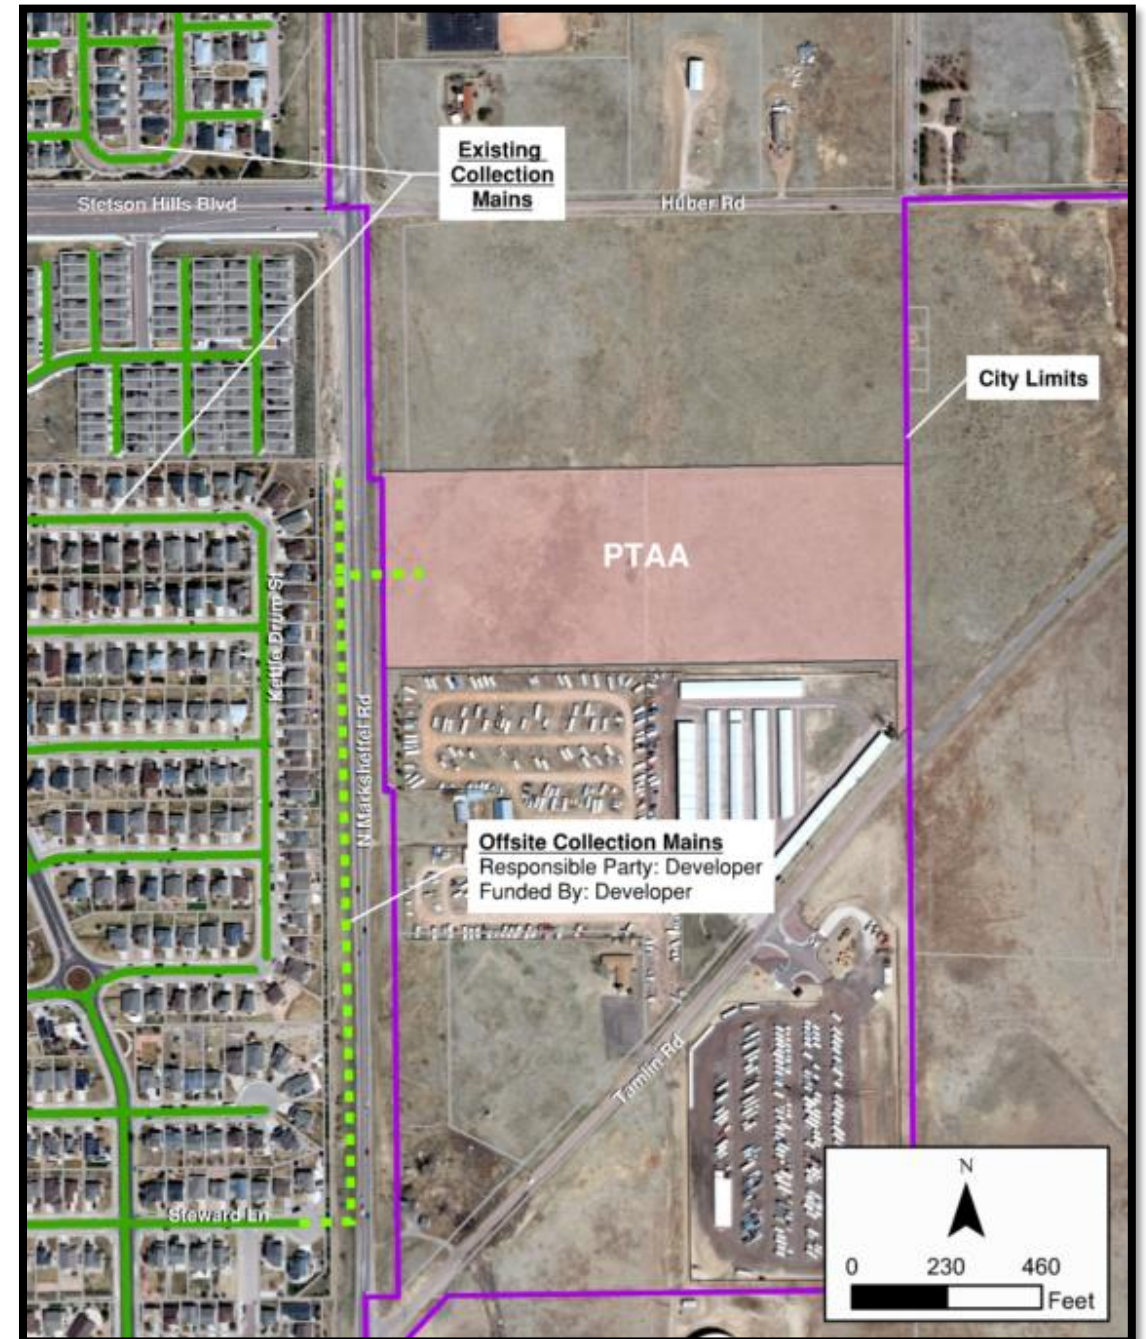 Existing
Collection
Mains
Stetson Hills Blvd
Huber Rd
City Limits
PTAA
Kettle Drum St
N Marksheffel Rd
Offsite Collection Mains
Responsible Party: Developer
Funded By: Developer
Tamlin Rd
Steward Ln
N
0 230 460
Feet